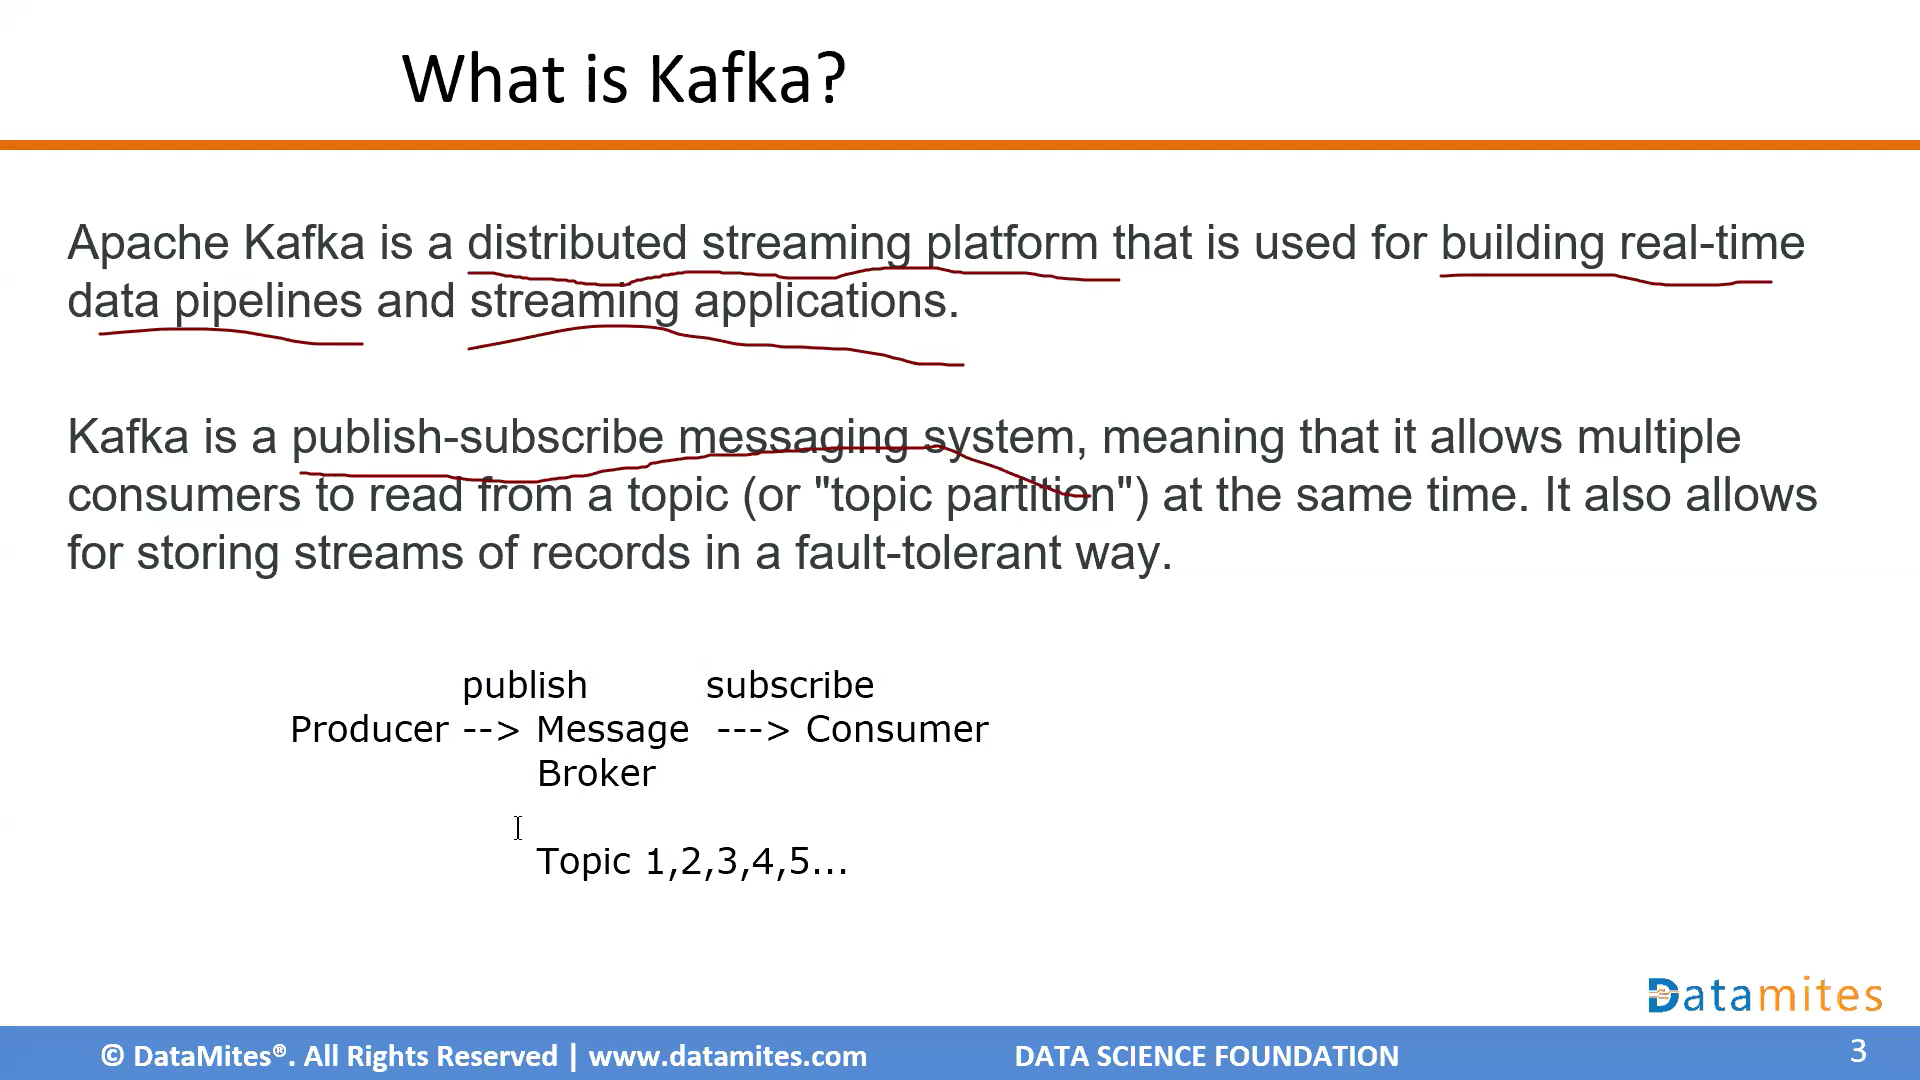 What is Kafka?
Apache Kafka is a distributed streaming platform that is used for building real-time
data pipelines and streaming applications.
Kafka is a publish-subscribe messaging system, meaning that it allows multiple
consumers to read from a topic (or "topic partition") at the same time. It also allows
for storing streams of records in a fault-tolerant way.
publish subscribe
Producer --> Message ---> Consumer
Broker
Topic 1,2,3,4,5...
Datamites
© DataMites®. All Rights Reserved | www.datamites.com DATA SCIENCE FOUNDATION 3